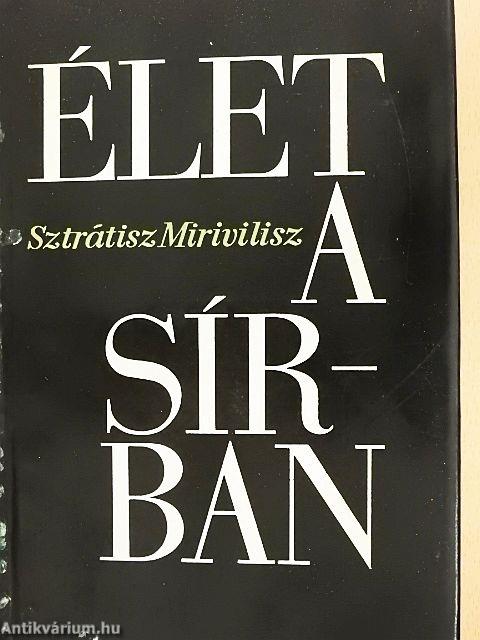 ÉLET
Sztrátisz Mirivilisz
A
SÍR-
BAN
Antikvárium.hu